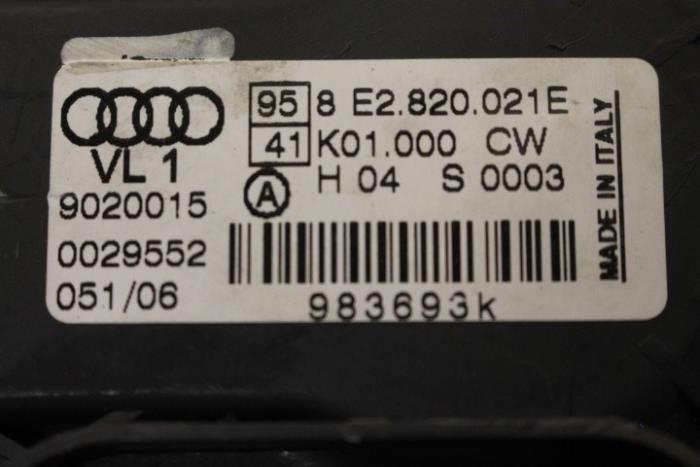 95 8 E2.820.021E
41 K01.000 CW
VL 1
A H 04 S 0003
9020015
0029552
051/06
983693k
MADE IN ITALY